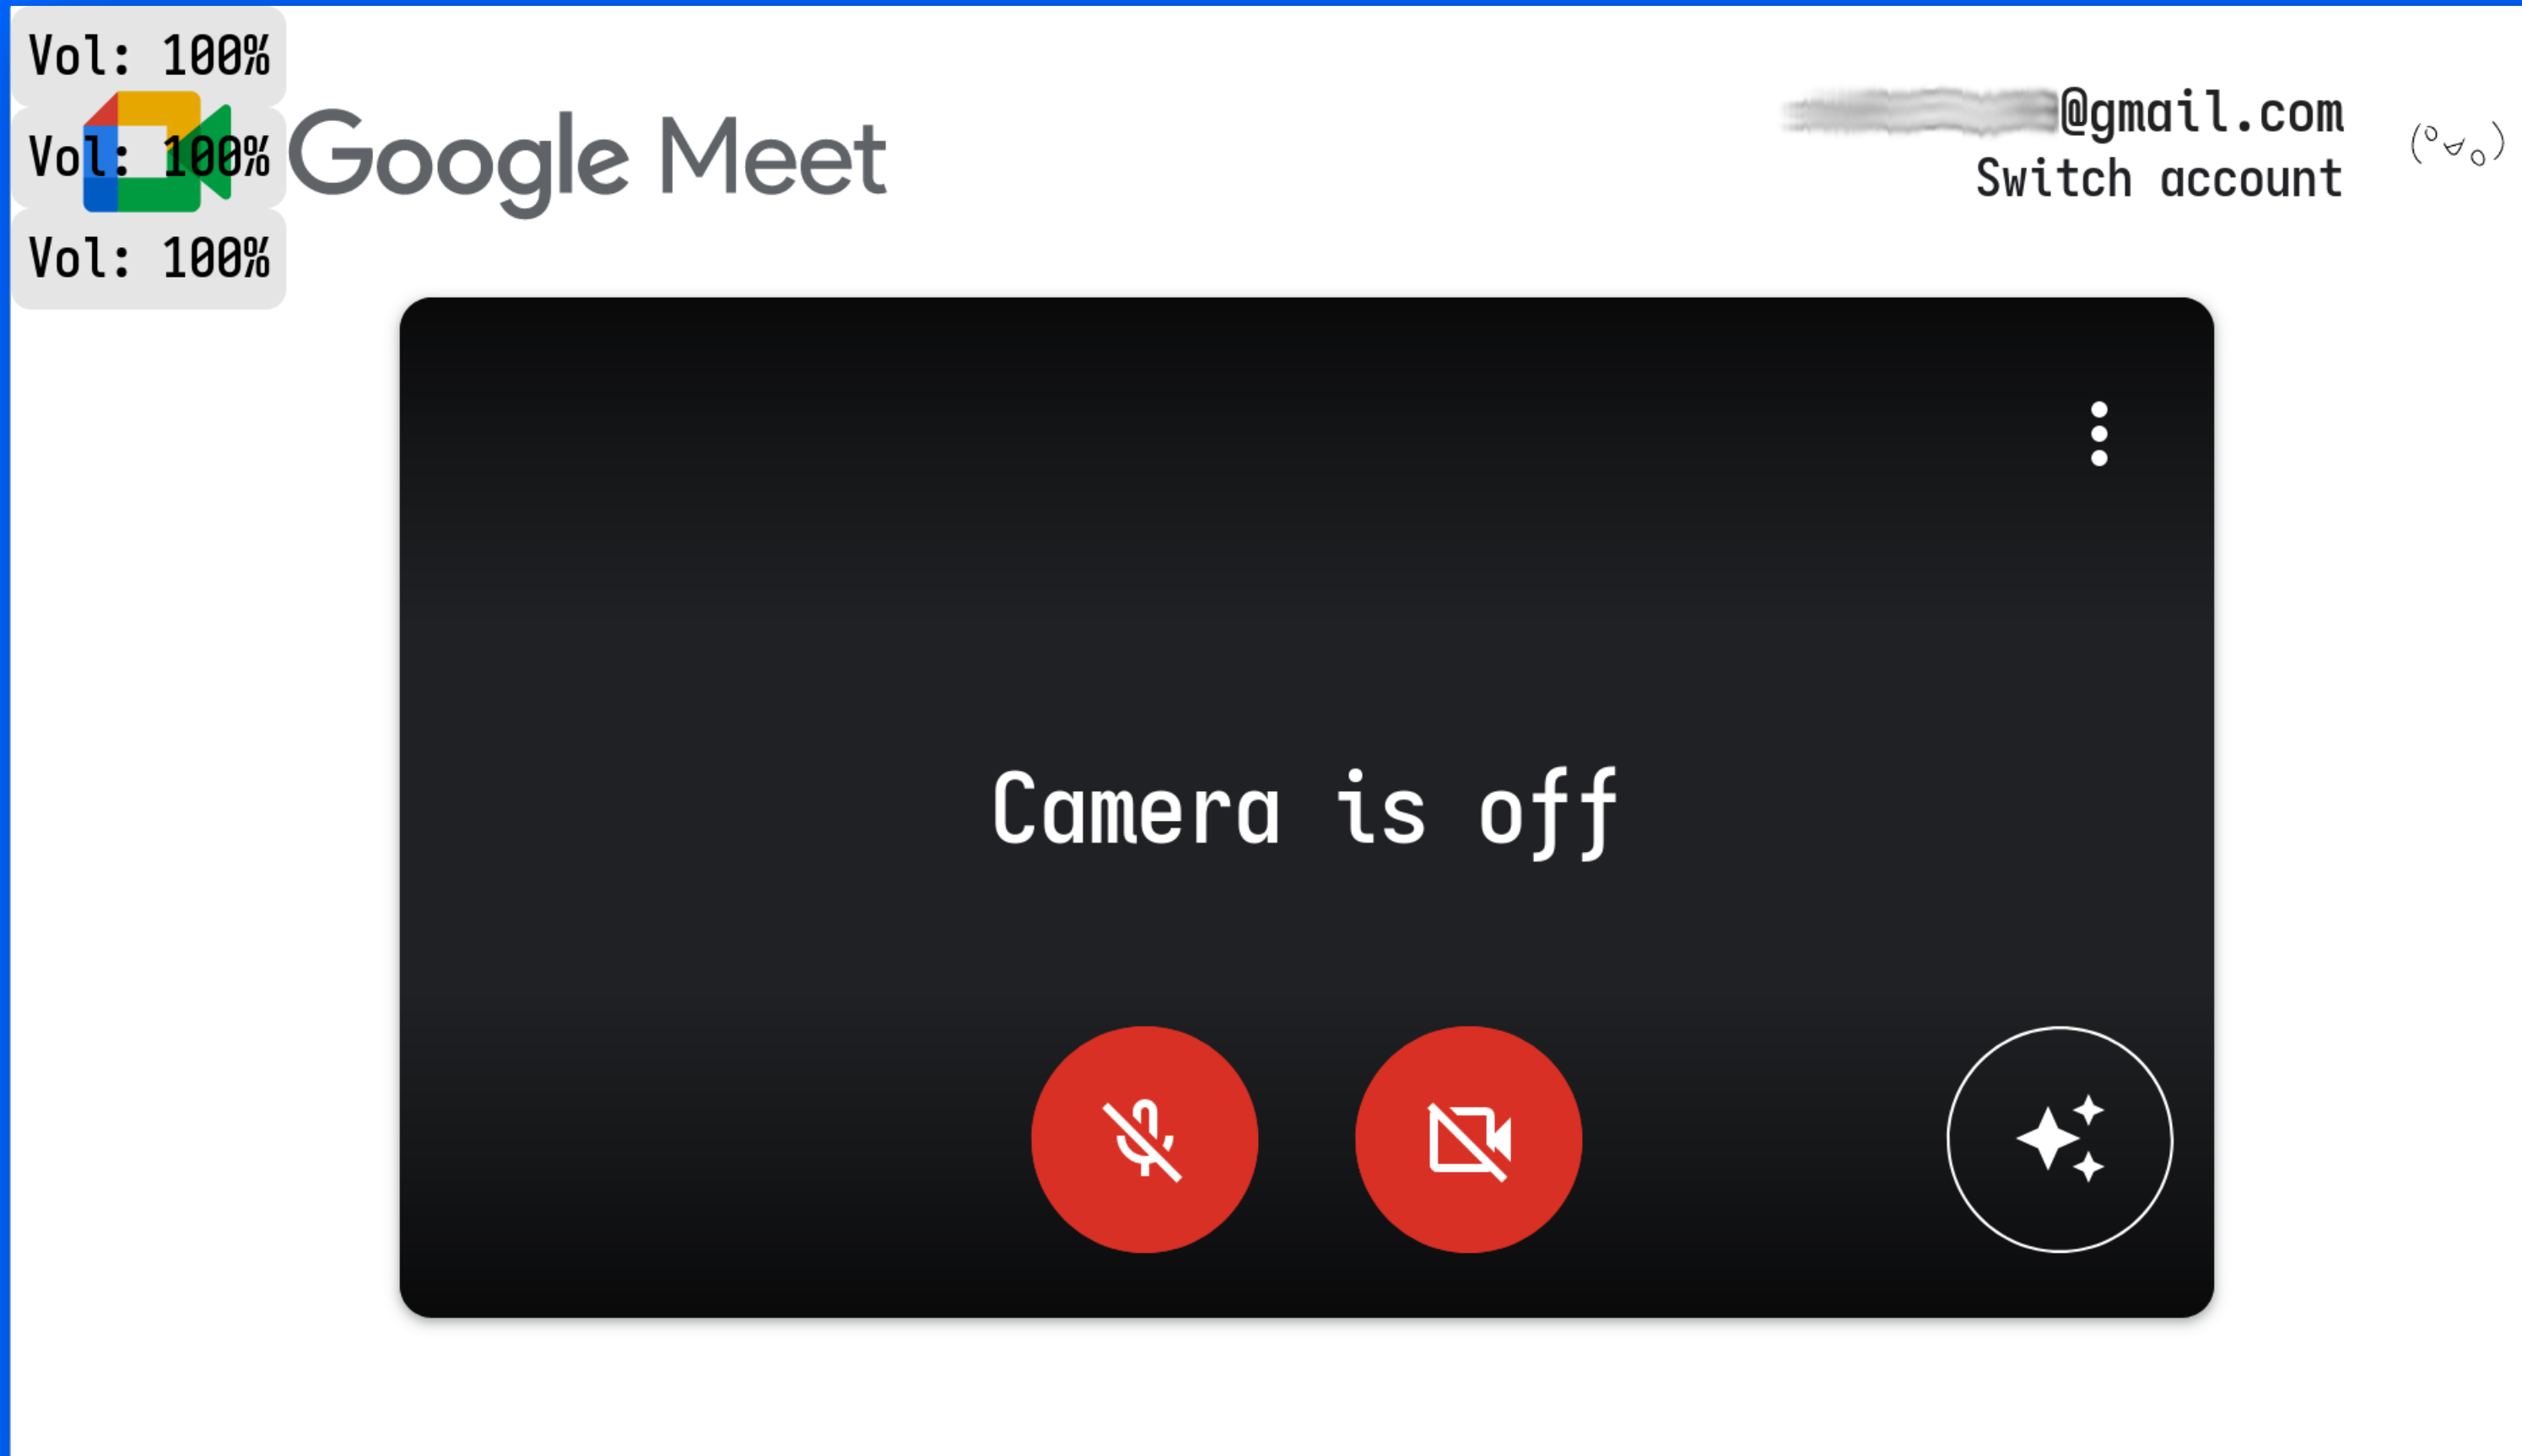 Vol: 100%
Vol: 100%
Vol: 100%
Google Meet
@gmail.com
Switch account
Camera is off